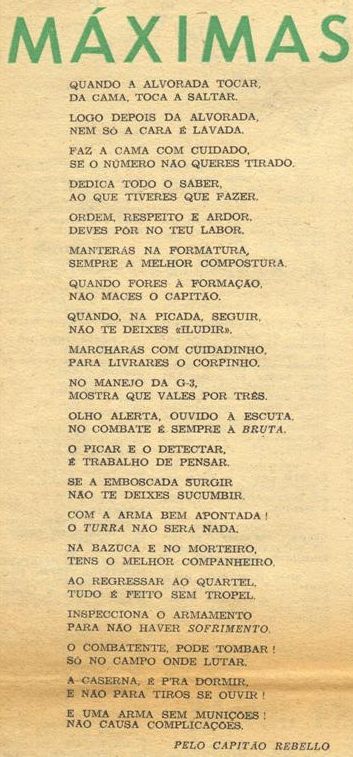 MÁXIMAS
QUANDO A ALVORADA TOCAR,
DA CAMA, TOCA A SALTAR.
LOGO DEPOIS DA ALVORADA,
NEM SÓ A CARA É LAVADA.
FAZ A CAMA COM CUIDADO,
SE O NÚMERO NÃO QUERES TIRADO.
DEDICA TODO O SABER,
AO QUE TIVERES QUE FAZER.
ORDEM, RESPEITO E ARDOR,
DEVES POR NO TEU LABOR.
MANTERÁS NA FORMATURA,
SEMPRE A MELHOR COMPOSTURA.
QUANDO FORES À FORMAÇÃO,
NÃO MACES O CAPITÃO.
QUANDO, NA PICADA, SEGUIR,
NÃO TE DEIXES «ILUDIR».
MARCHARÁS COM CUIDADINHO,
PARA LIVRARES O CORPINHO.
NO MANEJO DA G-3,
MOSTRA QUE VALES POR TRÊS.
OLHO ALERTA, OUVIDO À ESCUTA.
NO COMBATE É SEMPRE À BRUTA.
O PICAR E O DETECTAR,
É TRABALHO DE PENSAR.
SE A EMBOSCADA SURGIR
NÃO TE DEIXES SUCUMBIR.
COM A ARMA BEM APONTADA !
O TURRA NÃO SERÁ NADA.
NA BAZUCA E NO MORTEIRO,
TENS O MELHOR COMPANHEIRO.
AO REGRESSAR AO QUARTEL,
TUDO É FEITO SEM TROPEL.
INSPECCIONA O ARMAMENTO
PARA NÃO HAVER SOFRIMENTO.
O COMBATENTE, PODE TOMBAR !
SÓ NO CAMPO ONDE LUTAR.
A CASERNA, É P'RA DORMIR,
E NÃO PARA TIROS SE OUVIR !
E UMA ARMA SEM MUNIÇÕES !
NÃO CAUSA COMPLICAÇÕES.
PELO CAPITÃO REBELLO